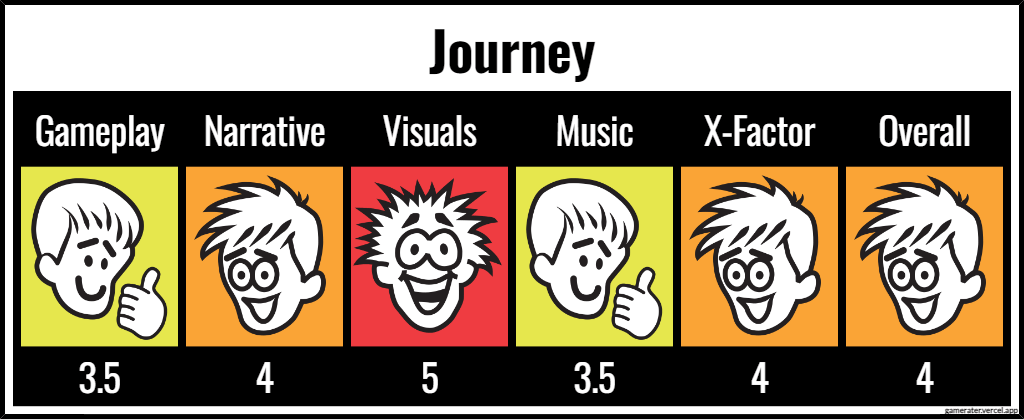 Journey
Gameplay Narrative Visuals Music X-Factor Overall
3.5 4 5 3.5 4 4
gamerater.vercel.app